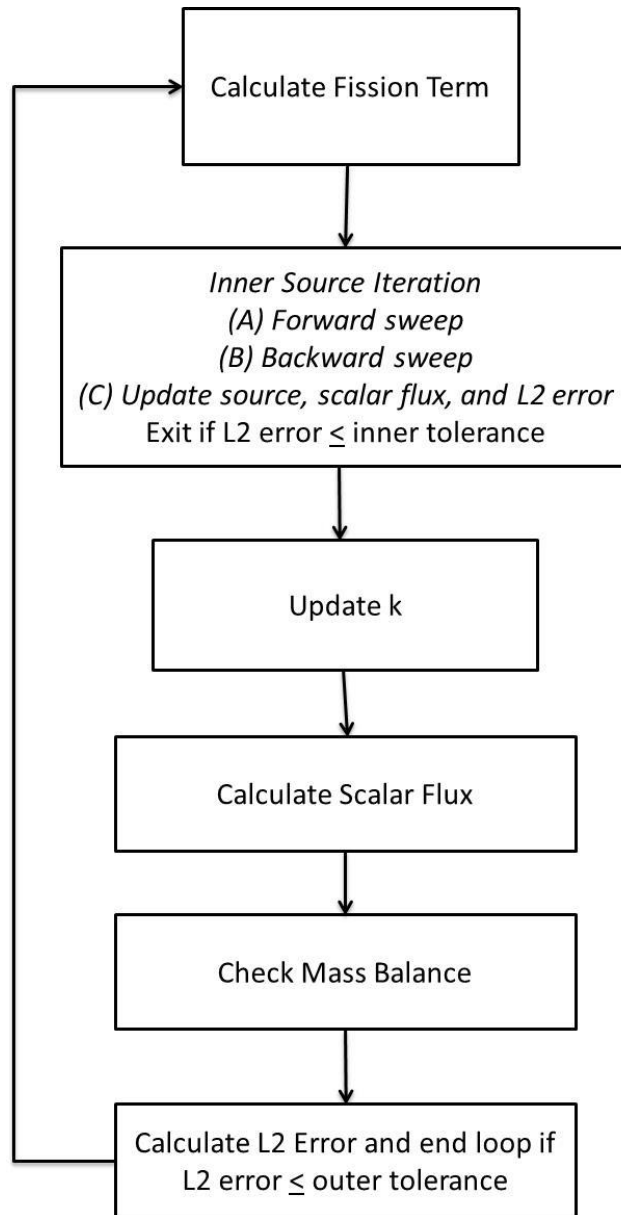 Calculate Fission Term
Inner Source Iteration
(A) Forward sweep
(B) Backward sweep
(C) Update source, scalar flux, and L2 error
Exit if L2 error ≤ inner tolerance
Update k
Calculate Scalar Flux
Check Mass Balance
Calculate L2 Error and end loop if
L2 error ≤ outer tolerance